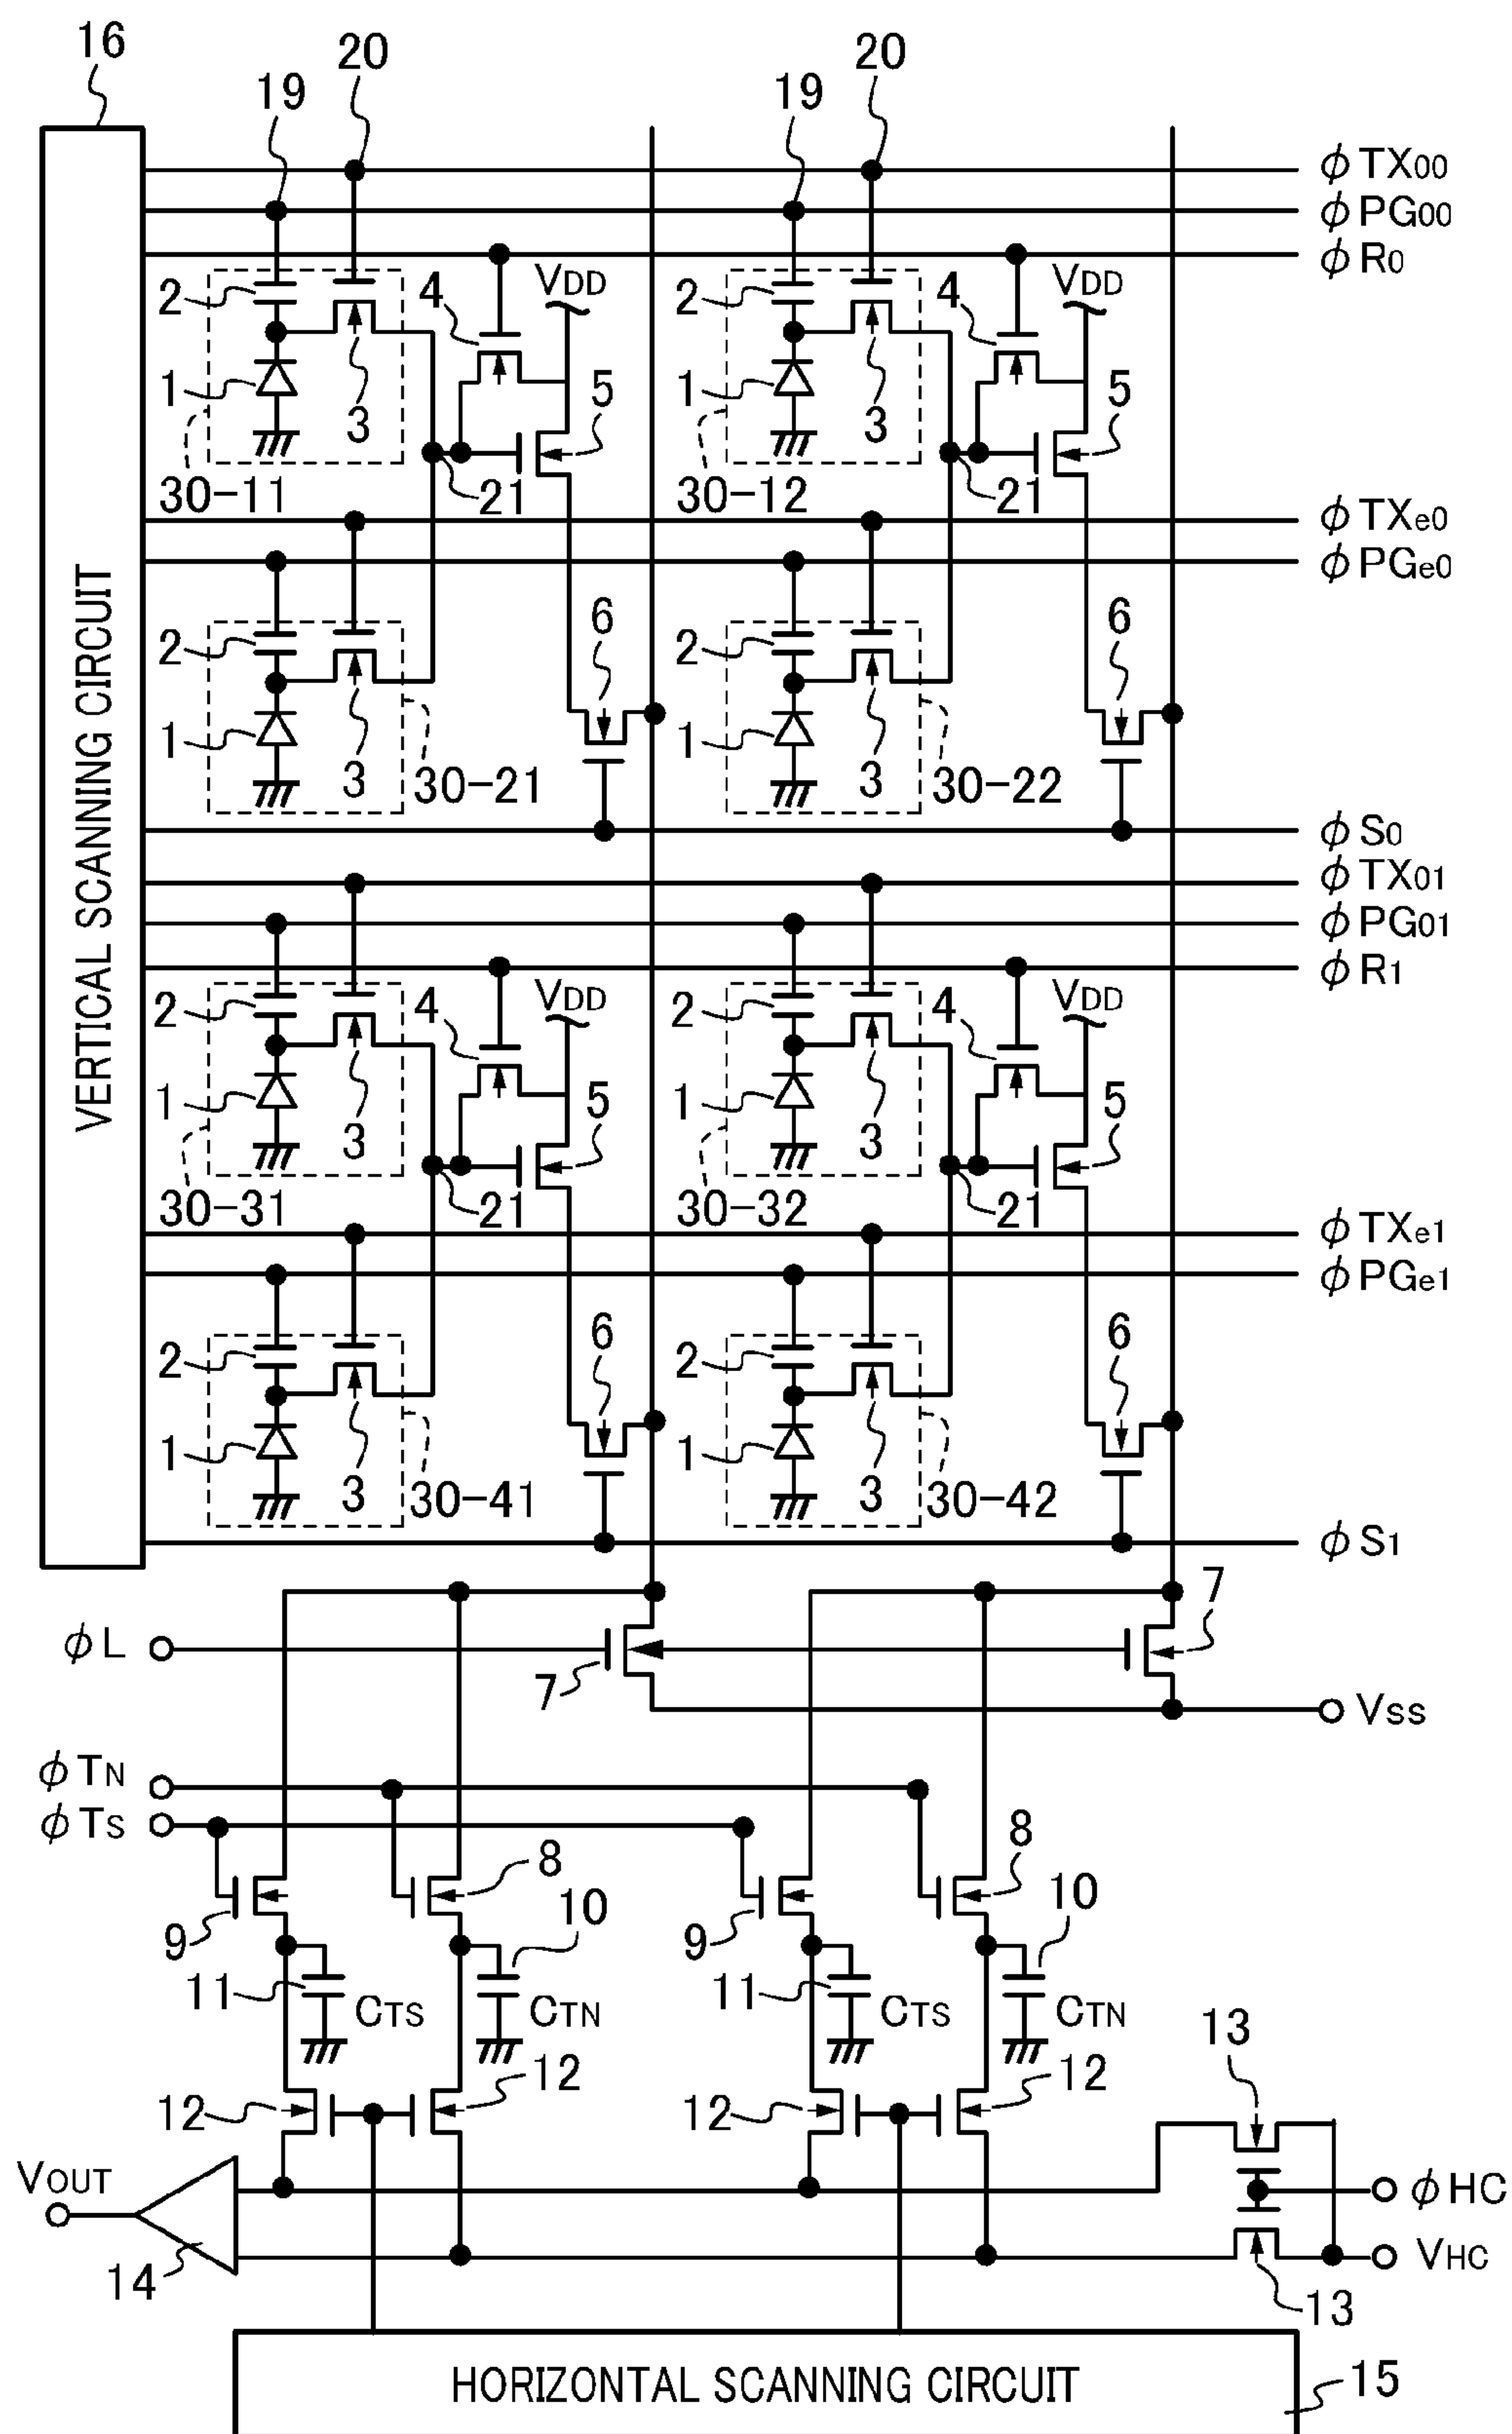 16
20
20
19
19
φTX00
φPG00
φR0
2
4
VDD
2
4
VDD
1
3
5
1
3
5
30-11
21
30-12
21
φTXe0
φPGe0
VERTICAL SCANNING CIRCUIT
2
6
2
6
1
3
30-21
1
3
30-22
φS0
φTX01
φPG01
φR1
2
4
VDD
2
4
VDD
1
3
5
1
3
5
30-31
21
30-32
21
φTXe1
φPGe1
2
6
2
6
1
3
30-41
1
3
30-42
φS1
7
φL
7
VSS
φTN
φTS
8
8
10
10
9
9
11
CTS
CTN
11
CTS
CTN
13
12
12
12
12
VOUT
φHC
14
VHC
13
HORIZONTAL SCANNING CIRCUIT
15